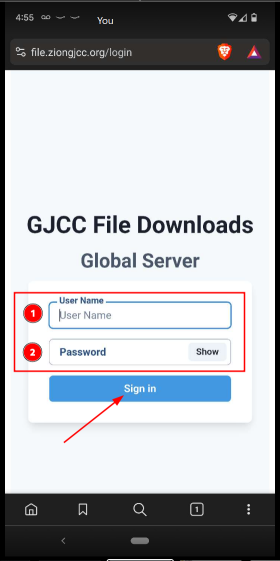 4:55 You
file.ziongjcc.org/login
GJCC File Downloads
Global Server
User Name
1 User Name
2 Password Show
Sign in
1